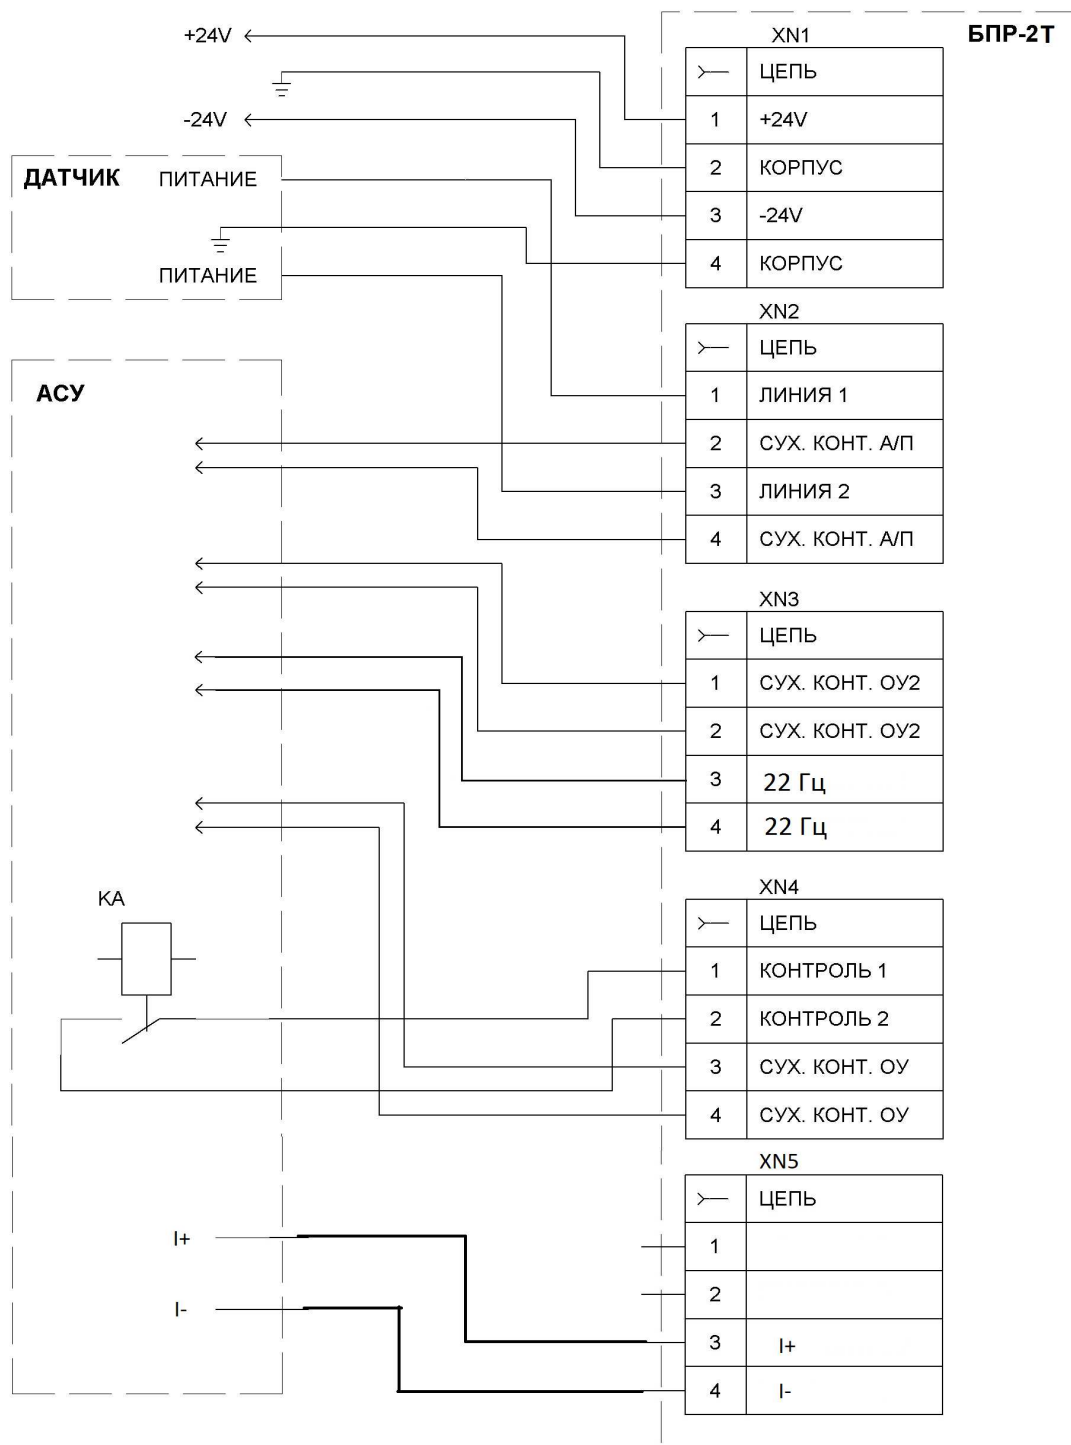 БПР-2Т
+24V
-24V
ДАТЧИК
ПИТАНИЕ
ПИТАНИЕ
АСУ
KA
I+
I-
XN1
ЦЕПЬ
1 +24V
2 КОРПУС
3 -24V
4 КОРПУС
XN2
ЦЕПЬ
1 ЛИНИЯ 1
2 СУХ. КОНТ. А/П
3 ЛИНИЯ 2
4 СУХ. КОНТ. А/П
XN3
ЦЕПЬ
1 СУХ. КОНТ. ОУ2
2 СУХ. КОНТ. ОУ2
3 22 Гц
4 22 Гц
XN4
ЦЕПЬ
1 КОНТРОЛЬ 1
2 КОНТРОЛЬ 2
3 СУХ. КОНТ. ОУ
4 СУХ. КОНТ. ОУ
XN5
ЦЕПЬ
1
2
3 I+
4 I-